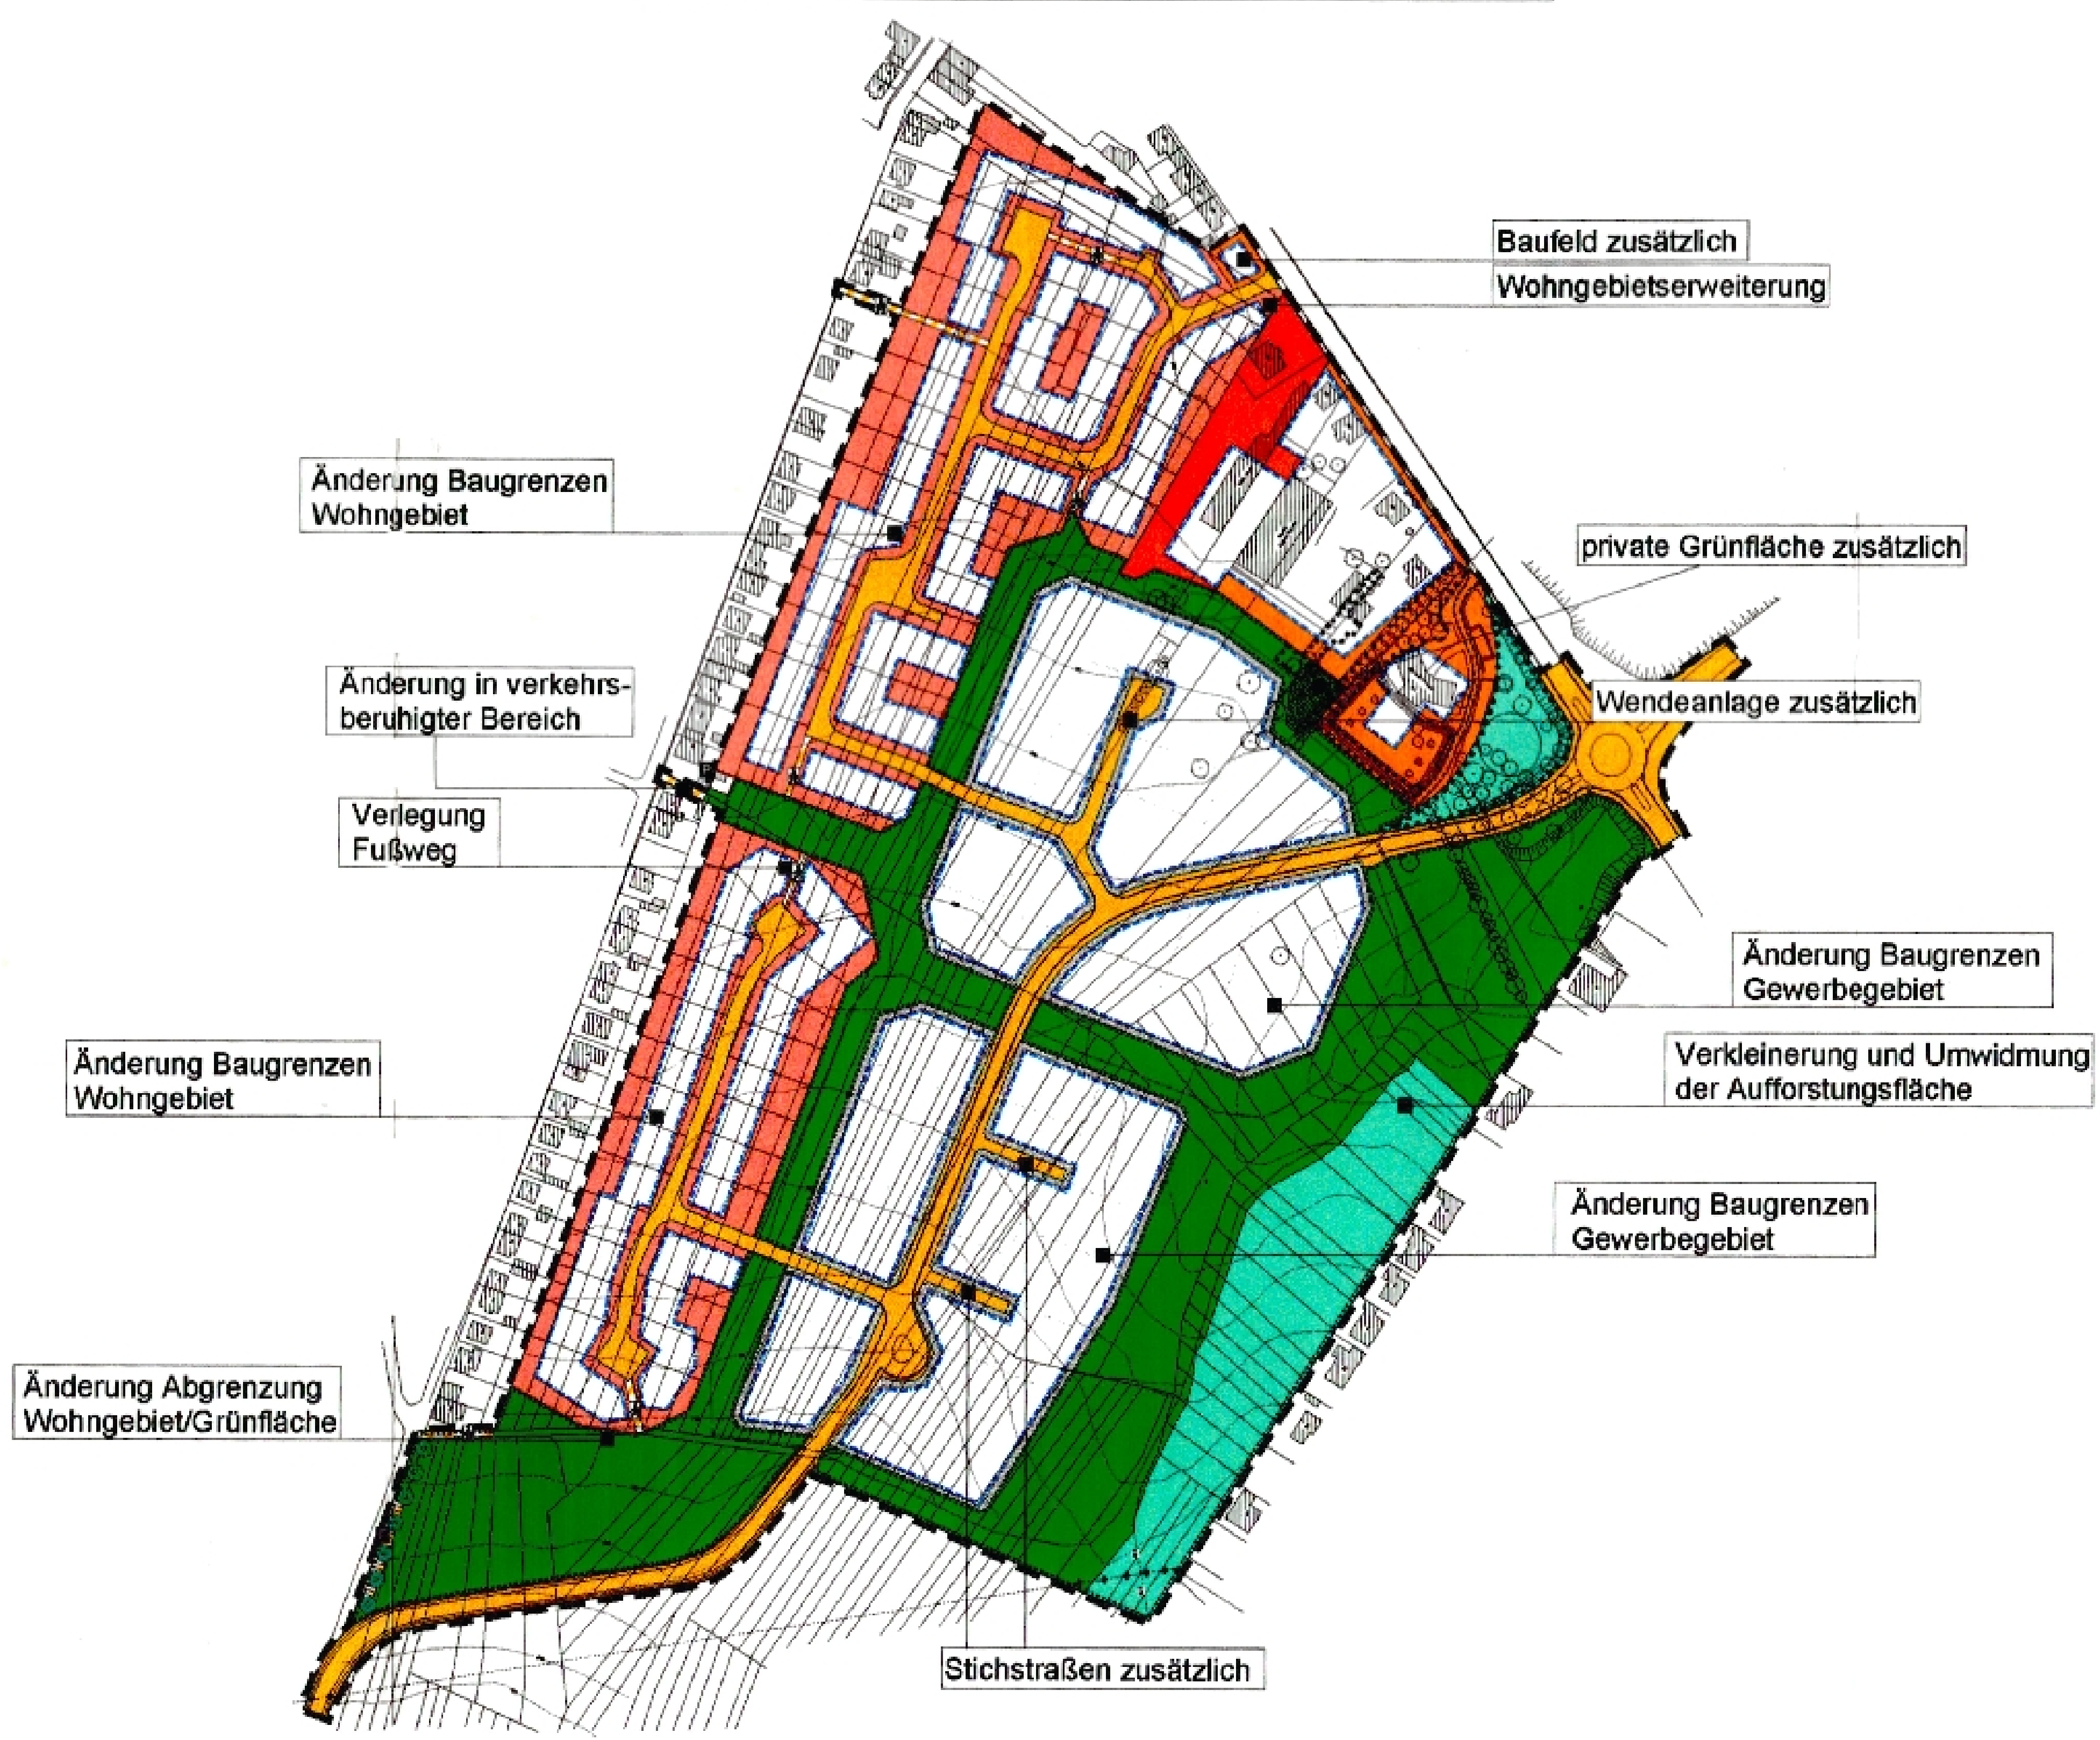 Baufeld zusätzlich
Wohngebietserweiterung
Änderung Baugrenzen
Wohngebiet
private Grünfläche zusätzlich
Änderung in verkehrs-
beruhigter Bereich
Wendeanlage zusätzlich
Verlegung
Fußweg
Änderung Baugrenzen
Gewerbegebiet
Änderung Baugrenzen
Wohngebiet
Verkleinerung und Umwidmung
der Aufforstungsfläche
Änderung Baugrenzen
Gewerbegebiet
Änderung Abgrenzung
Wohngebiet/Grünfläche
Stichstraßen zusätzlich